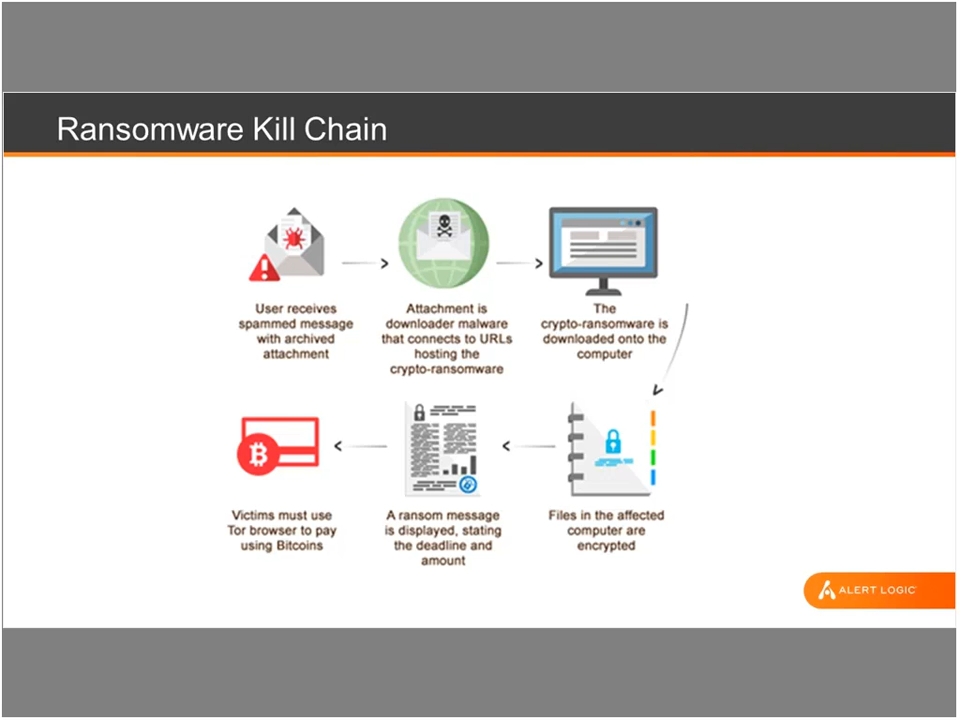 Ransomware Kill Chain
User receives
spammed message
with archived
attachment
Attachment is
downloader malware
that connects to URLs
hosting the
crypto-ransomware
The
crypto-ransomware is
downloaded onto the
computer
Files in the affected
computer are
encrypted
A ransom message
is displayed, stating
the deadline and
amount
Victims must use
Tor browser to pay
using Bitcoins
ALERT LOGIC